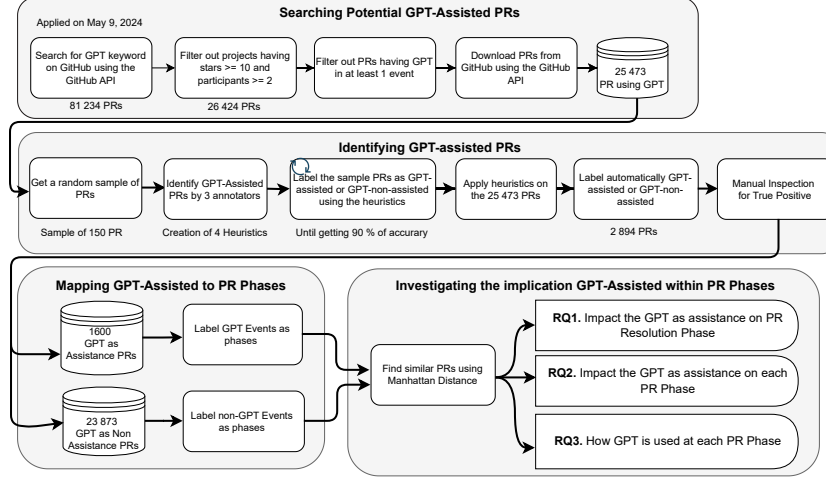 Searching Potential GPT-Assisted PRs
Applied on May 9, 2024
Search for GPT keyword
on GitHub using the
GitHub API
81 234 PRs
Filter out projects having
stars >= 10 and
participants >= 2
26 424 PRs
Filter out PRs having GPT
in at least 1 event
Download PRs from
GitHub using the GitHub
API
25 473
PR using GPT
Identifying GPT-assisted PRs
Get a random sample of
PRs
Sample of 150 PR
Identify GPT-Assisted
PRs by 3 annotators
Creation of 4 Heuristics
Label the sample PRs as GPT-
assisted or GPT-non-assisted
using the heuristics
Until getting 90 % of accurary
Apply heuristics on
the 25 473 PRs
Label automatically GPT-
assisted or GPT-non-
assisted
2 894 PRs
Manual Inspection
for True Positive
Mapping GPT-Assisted to PR Phases
1600
GPT as
Assistance PRs
Label GPT Events as
phases
23 873
GPT as Non
Assistance PRs
Label non-GPT Events
as phases
Investigating the implication GPT-Assisted within PR Phases
Find similar PRs using
Manhattan Distance
RQ1. Impact the GPT as assistance on PR
Resolution Phase
RQ2. Impact the GPT as assistance on each
PR Phase
RQ3. How GPT is used at each PR Phase